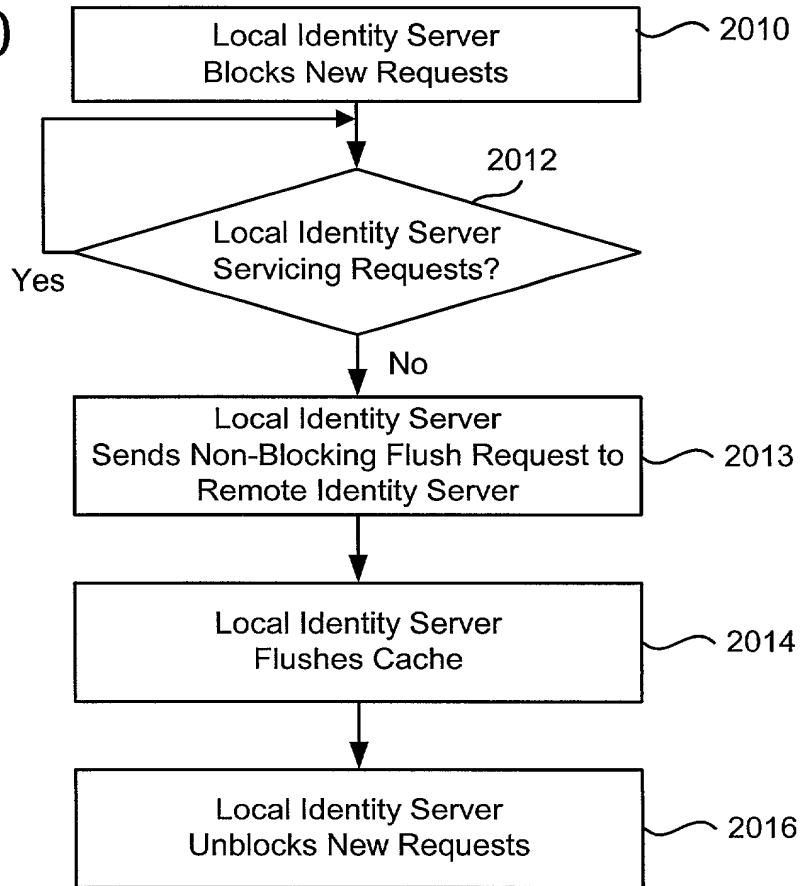 Local Identity Server
Blocks New Requests
2010
2012
Local Identity Server
Servicing Requests?
Yes
No
Local Identity Server
Sends Non-Blocking Flush Request to
Remote Identity Server
2013
Local Identity Server
Flushes Cache
2014
Local Identity Server
Unblocks New Requests
2016